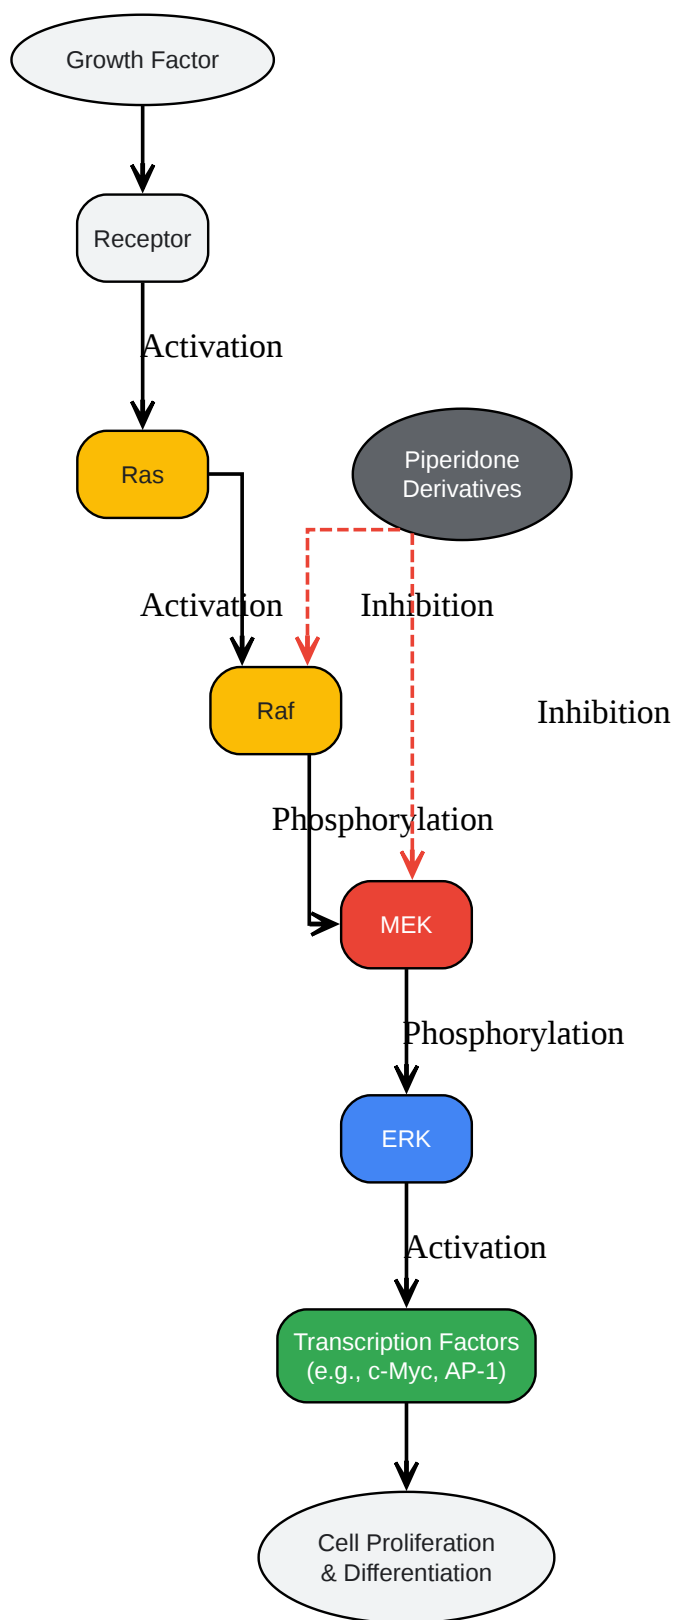 Growth Factor
Receptor
Activation
Ras
Piperidone
Derivatives
Activation
Inhibition
Raf
Inhibition
Phosphorylation
MEK
Phosphorylation
ERK
Activation
Transcription Factors
(e.g., c-Myc, AP-1)
Cell Proliferation
& Differentiation